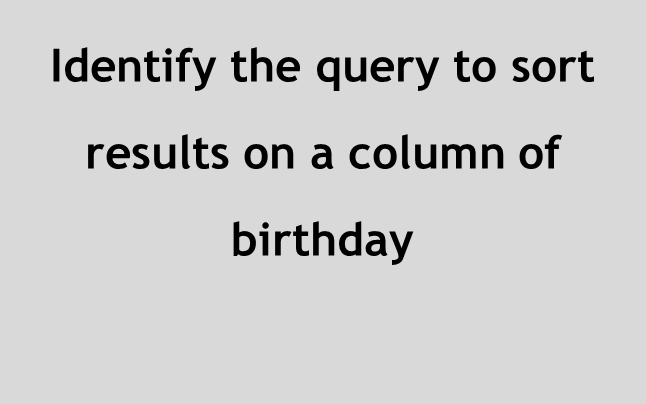 Identify the query to sort
results on a column of
birthday